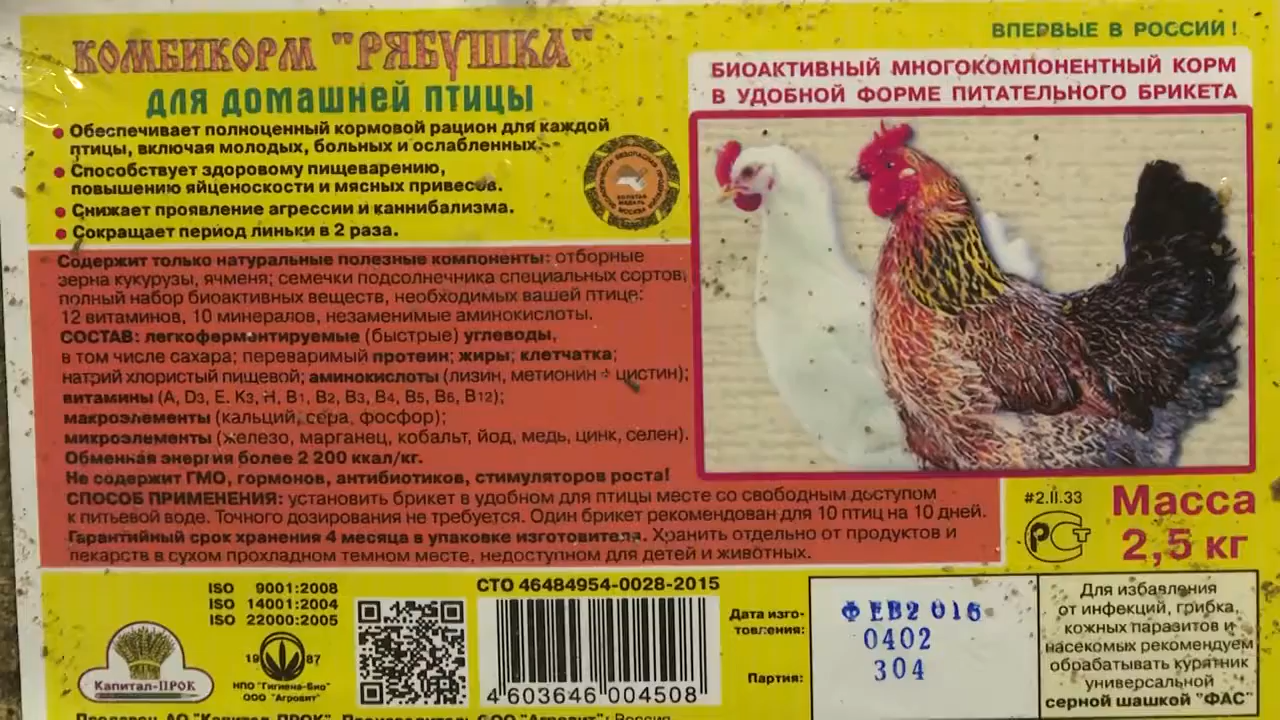 КОМБИКОРМ "РЯБУШКА"
ДЛЯ ДОМАШНЕЙ ПТИЦЫ
• Обеспечивает полноценный кормовой рацион для каждой
птицы, включая молодых, больных и ослабленных.
• Способствует здоровому пищеварению,
повышению яйценоскости и мясных привесов.
• Снижает проявление агрессии и каннибализма.
• Сокращает период линьки в 2 раза.
ВПЕРВЫЕ В РОССИИ !
БИОАКТИВНЫЙ МНОГОКОМПОНЕНТНЫЙ КОРМ
В УДОБНОЙ ФОРМЕ ПИТАТЕЛЬНОГО БРИКЕТА
Содержит только натуральные полезные компоненты: отборные
зерна кукурузы, ячменя; семечки подсолнечника специальных сортов,
полный набор биоактивных веществ, необходимых вашей птице:
12 витаминов, 10 минералов, незаменимые аминокислоты.
СОСТАВ: легкоферментируемые (быстрые) углеводы,
в том числе сахара; переваримый протеин; жиры; клетчатка;
натрий хлористый пищевой; аминокислоты (лизин, метионин + цистин);
витамины (A, D3, E. K3, H, B1, B2, B3, B4, B5, B6, B12);
макроэлементы (кальций, сера, фосфор);
микроэлементы (железо, марганец, кобальт, йод, медь, цинк, селен).
Обменная энергия более 2 200 ккал/кг.
Не содержит ГМО, гормонов, антибиотиков, стимуляторов роста!
СПОСОБ ПРИМЕНЕНИЯ: установить брикет в удобном для птицы месте со свободным доступом
к питьевой воде. Точного дозирования не требуется. Один брикет рекомендован для 10 птиц на 10 дней.
Гарантийный срок хранения 4 месяца в упаковке изготовителя. Хранить отдельно от продуктов и
лекарств в сухом прохладном темном месте, недоступном для детей и животных.
#2.II.33
Масса
2,5 кг
РСТ
ISO 9001:2008
ISO 14001:2004
ISO 22000:2005
Капитал-ПРОК
19 87
НПО "Гигиена-Био"
ООО "Агровит"
СТО 46484954-0028-2015
4 603646 004508
Дата изго-
товления:
ФЕВ2 016
0402
Партия:
304
Для избавления
от инфекций, грибка,
кожных паразитов и
насекомых рекомендуем
обрабатывать курятник
универсальной
серной шашкой "ФАС"
Продавец АО "Капитал-ПРОК". Производитель ООО "Агровит": Россия